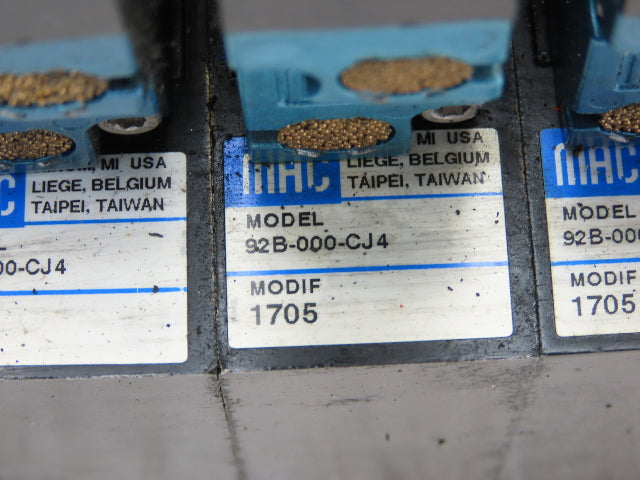 , MI USA
LIEGE, BELGIUM
TAIPEI, TAIWAN
00-CJ4
MAC
, MI USA
LIEGE, BELGIUM
TAIPEI, TAIWAN
MODEL
92B-000-CJ4
MODIF
1705
MAC
MODEL
92B-000
MODIF
1705